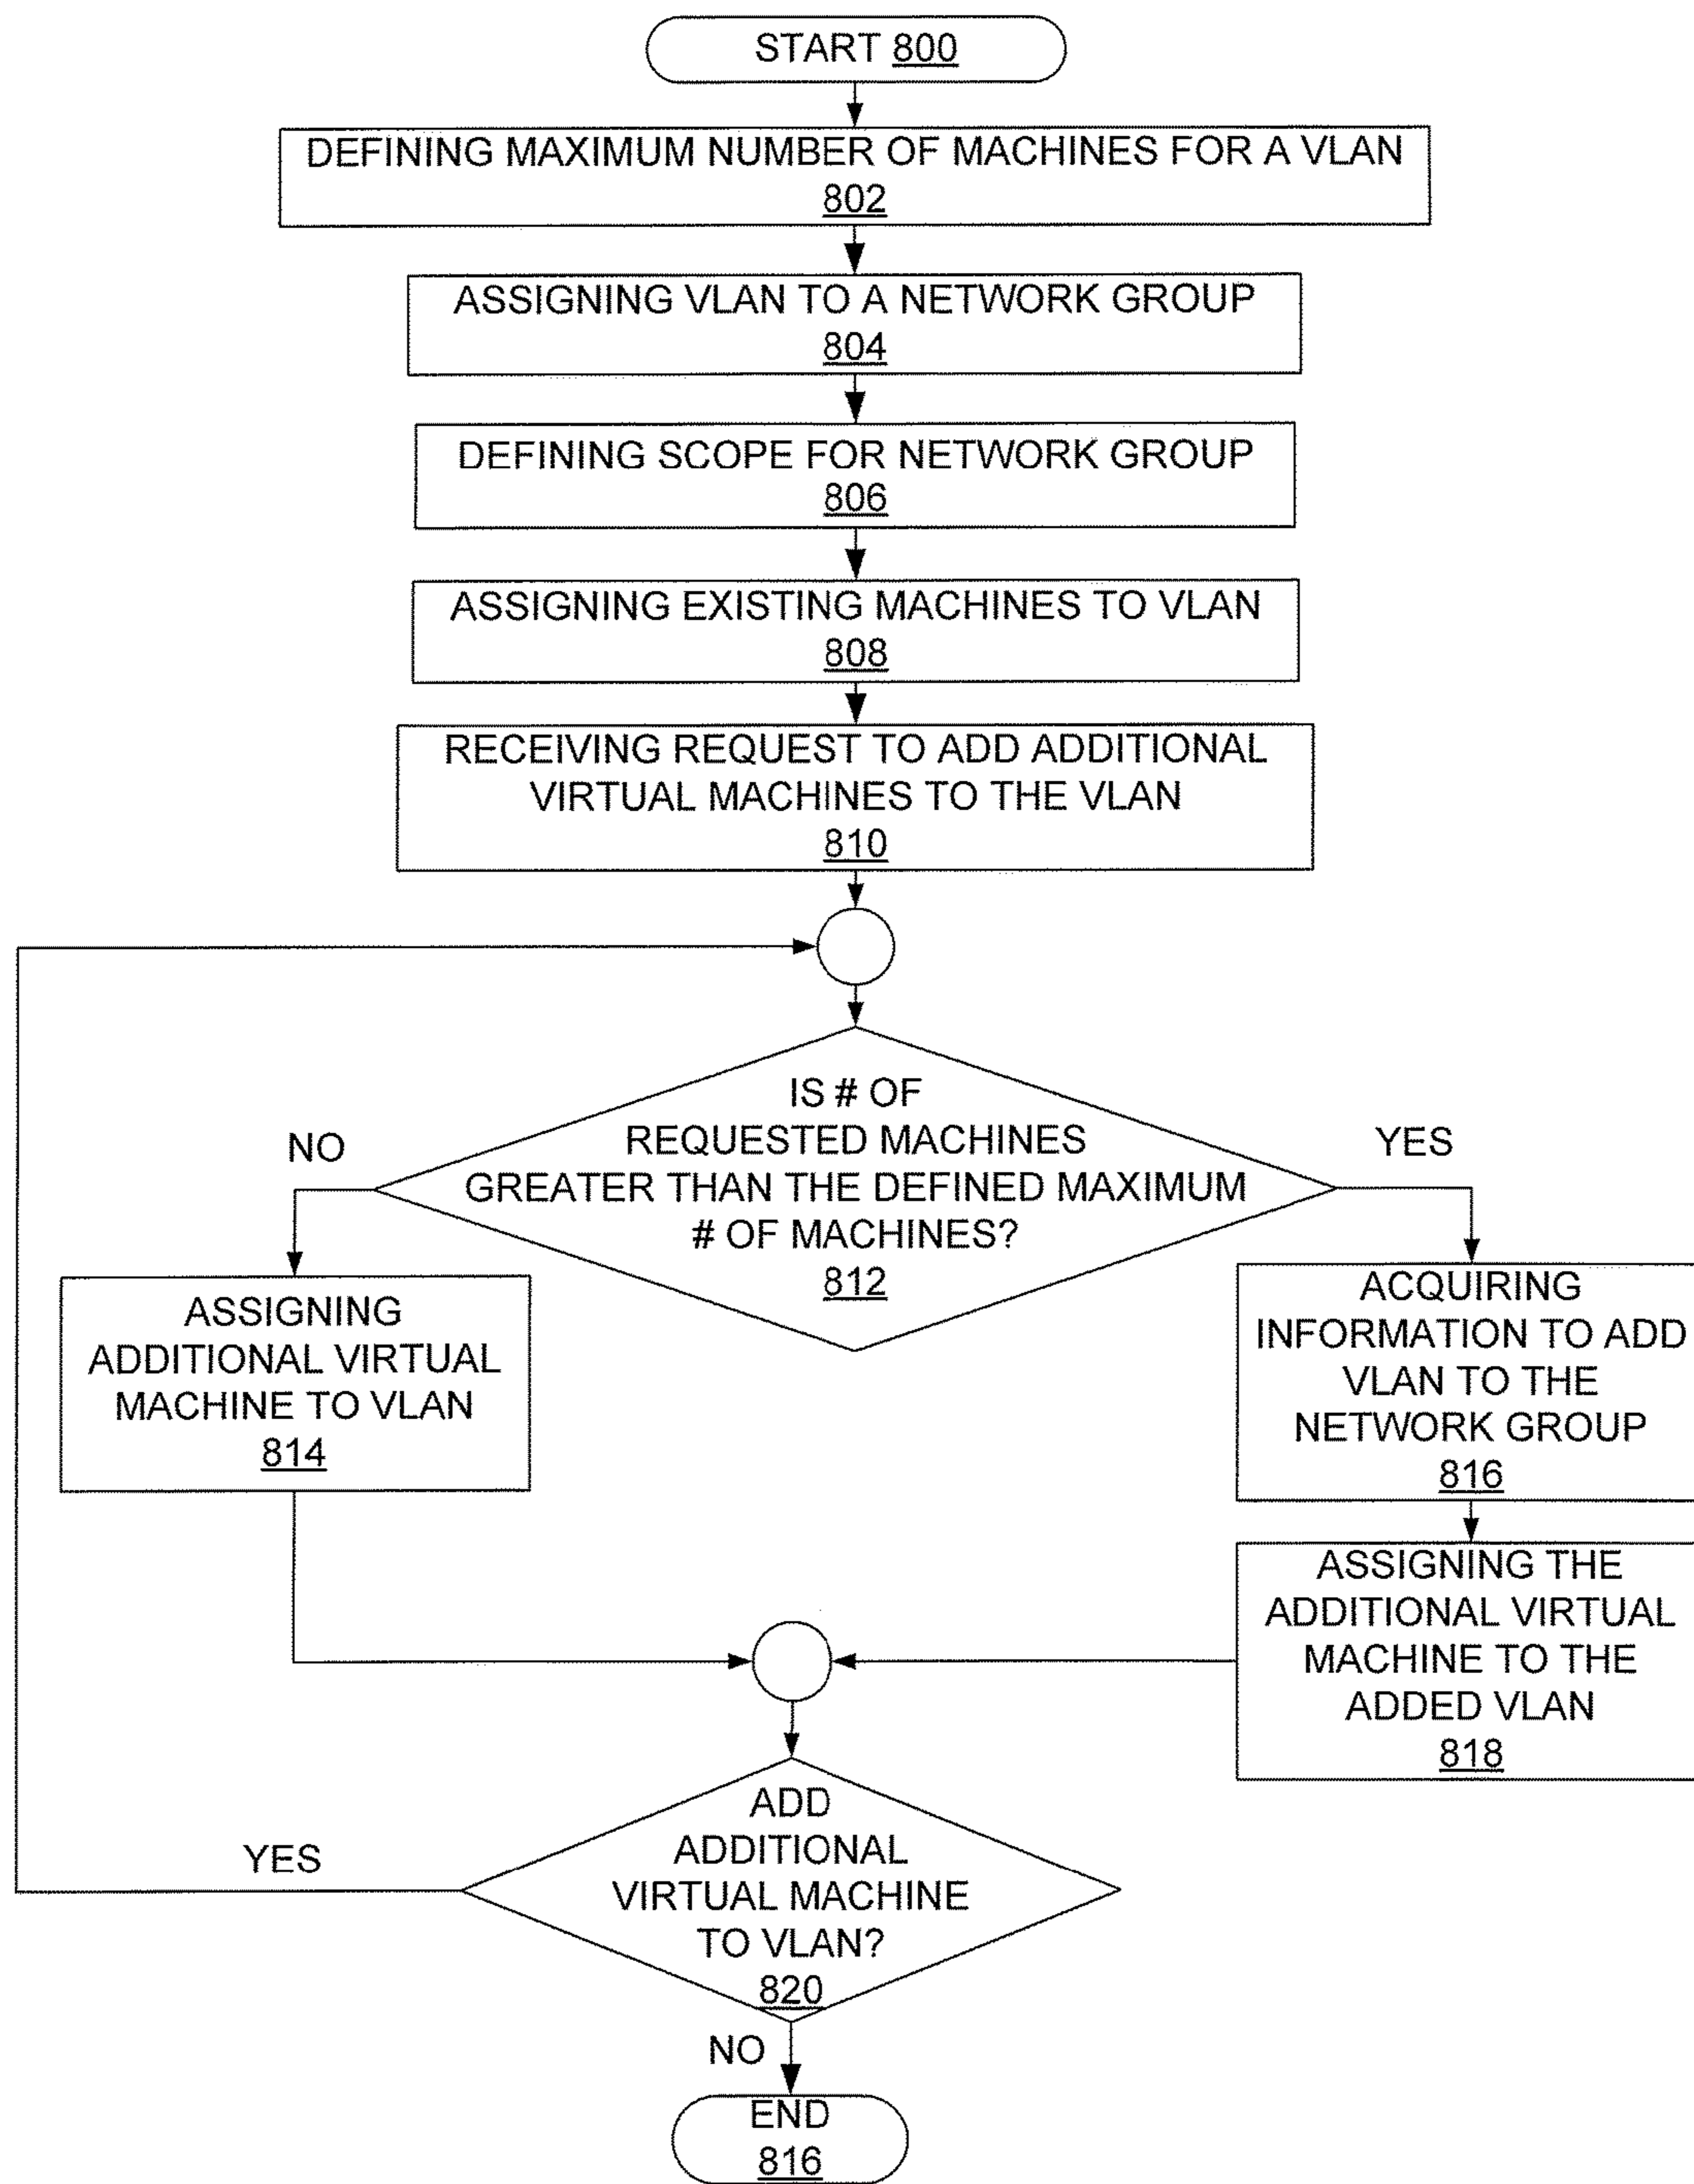 START 800
DEFINING MAXIMUM NUMBER OF MACHINES FOR A VLAN
802
ASSIGNING VLAN TO A NETWORK GROUP
804
DEFINING SCOPE FOR NETWORK GROUP
806
ASSIGNING EXISTING MACHINES TO VLAN
808
RECEIVING REQUEST TO ADD ADDITIONAL
VIRTUAL MACHINES TO THE VLAN
810
IS # OF
REQUESTED MACHINES
GREATER THAN THE DEFINED MAXIMUM
# OF MACHINES?
812
NO
YES
ASSIGNING
ADDITIONAL VIRTUAL
MACHINE TO VLAN
814
ACQUIRING
INFORMATION TO ADD
VLAN TO THE
NETWORK GROUP
816
ASSIGNING THE
ADDITIONAL VIRTUAL
MACHINE TO THE
ADDED VLAN
818
ADD
ADDITIONAL
VIRTUAL MACHINE
TO VLAN?
820
YES
NO
END
816